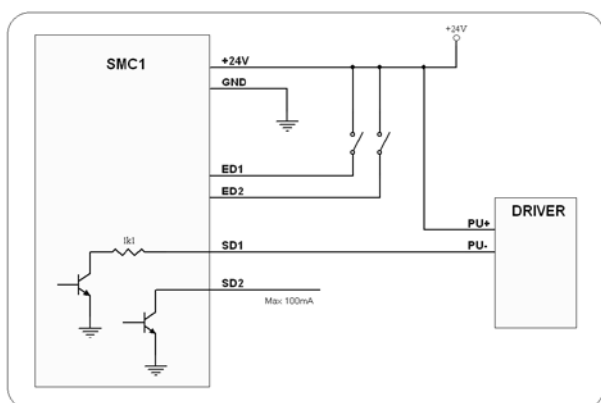 +24V
SMC1
+24V
GND
ED1
ED2
DRIVER
PU+
PU-
1k1
SD1
SD2
Max 100mA